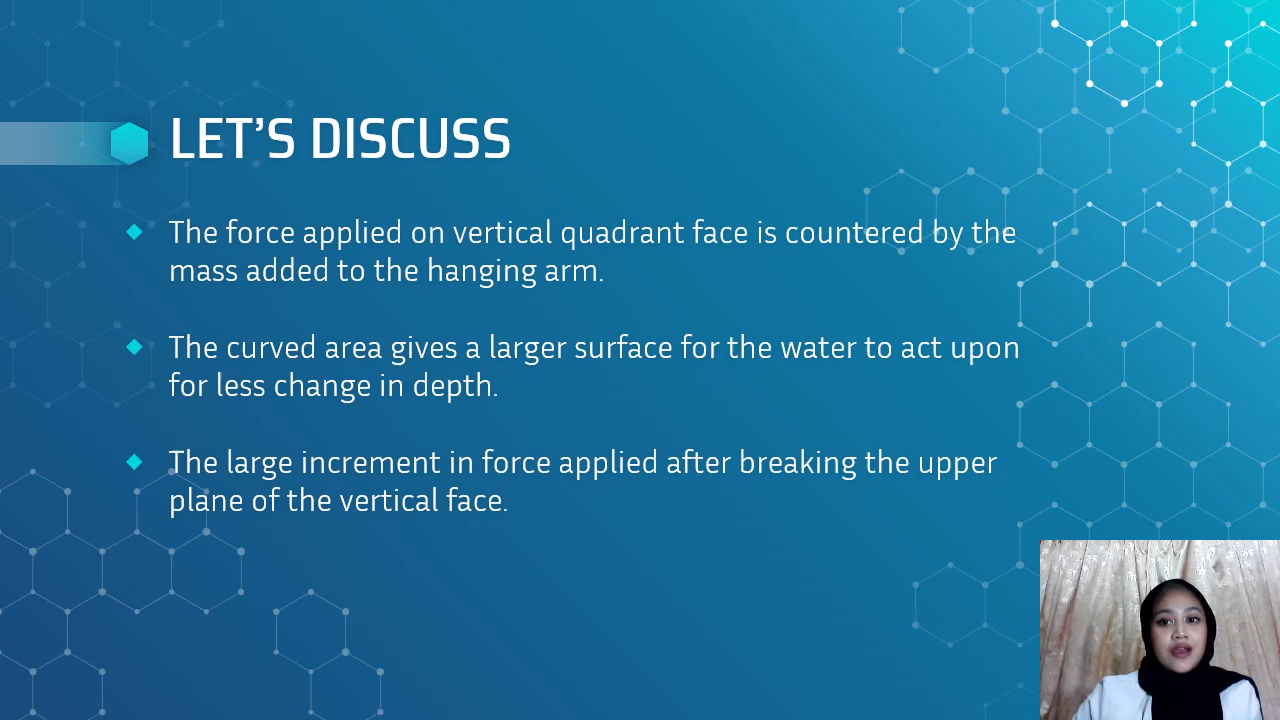 LET’S DISCUSS
The force applied on vertical quadrant face is countered by the
mass added to the hanging arm.
The curved area gives a larger surface for the water to act upon
for less change in depth.
The large increment in force applied after breaking the upper
plane of the vertical face.